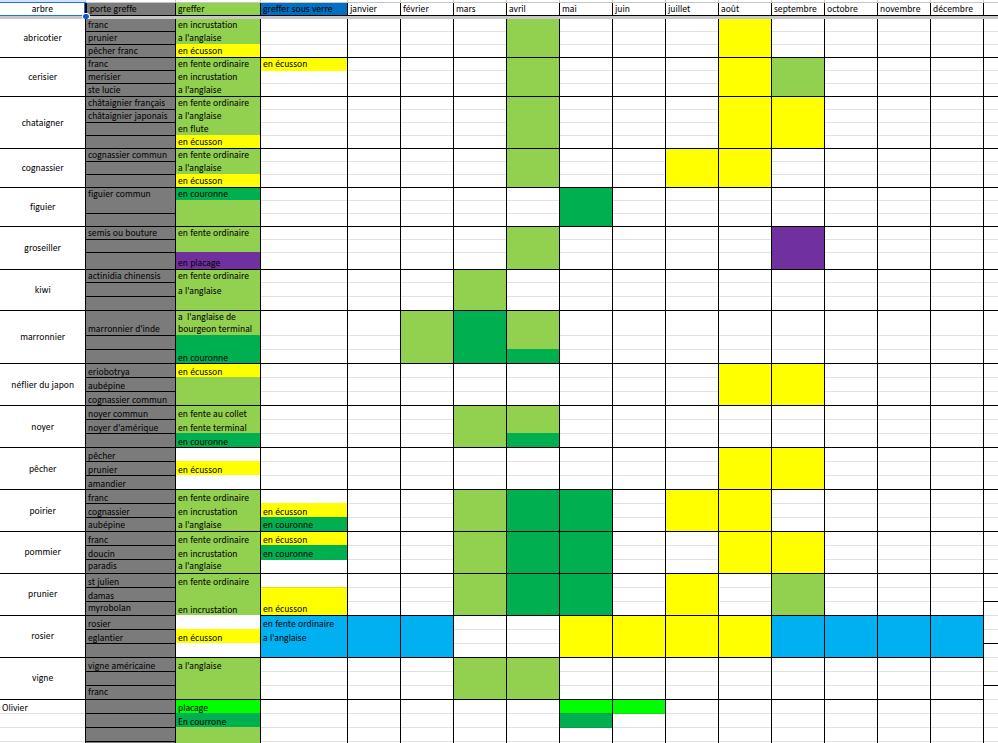 arbre porte greffe greffer greffer sous verre janvier février mars avril mai juin juillet août septembre octobre novembre décembre
franc en incrustation
abricotier prunier a l'anglaise
pêcher franc en écusson
franc en fente ordinaire en écusson
cerisier merisier en incrustation
ste lucie a l'anglaise
châtaignier français en fente ordinaire
châtaignier japonais a l'anglaise
chataigner en flute
en écusson
cognassier commun en fente ordinaire
cognassier a l'anglaise
en écusson
figuier commun en couronne
figuier
semis ou bouture en fente ordinaire
groseiller
en placage
actinidia chinensis en fente ordinaire
kiwi a l'anglaise
a l'anglaise de
marronnier d'inde bourgeon terminal
marronnier
en couronne
eriobotrya en écusson
néflier du japon aubépine
cognassier commun
noyer commun en fente au collet
noyer noyer d'amérique en fente terminal
en couronne
pêcher
pêcher prunier en écusson
amandier
franc en fente ordinaire
poirier cognassier en incrustation en écusson
aubépine a l'anglaise en couronne
franc en fente ordinaire en écusson
pommier doucin en incrustation en couronne
paradis a l'anglaise
st julien en fente ordinaire
prunier damas
myrobolan en incrustation en écusson
rosier en fente ordinaire
rosier eglantier en écusson a l'anglaise
vigne américaine a l'anglaise
vigne
franc
Olivier placage
En courrone